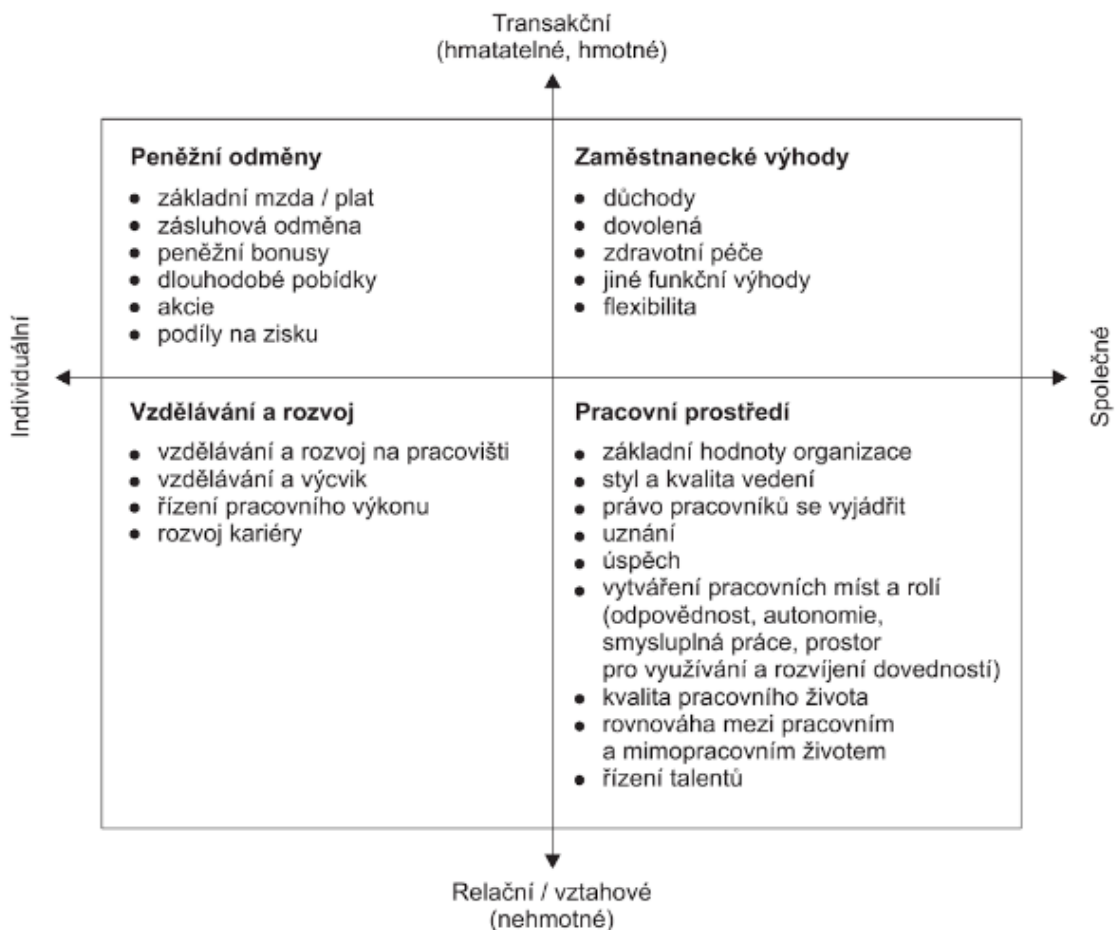 Transakční
(hmatatelné, hmotné)
Peněžní odměny
• základní mzda / plat
• zásluhová odměna
• peněžní bonusy
• dlouhodobé pobídky
• akcie
• podíly na zisku
Zaměstnanecké výhody
• důchody
• dovolená
• zdravotní péče
• jiné funkční výhody
• flexibilita
Individuální
Společné
Vzdělávání a rozvoj
• vzdělávání a rozvoj na pracovišti
• vzdělávání a výcvik
• řízení pracovního výkonu
• rozvoj kariéry
Pracovní prostředí
• základní hodnoty organizace
• styl a kvalita vedení
• právo pracovníků se vyjádřit
• uznání
• úspěch
• vytváření pracovních míst a rolí
(odpovědnost, autonomie,
smysluplná práce, prostor
pro využívání a rozvíjení dovedností)
• kvalita pracovního života
• rovnováha mezi pracovním
a mimopracovním životem
• řízení talentů
Relační / vztahové
(nehmotné)